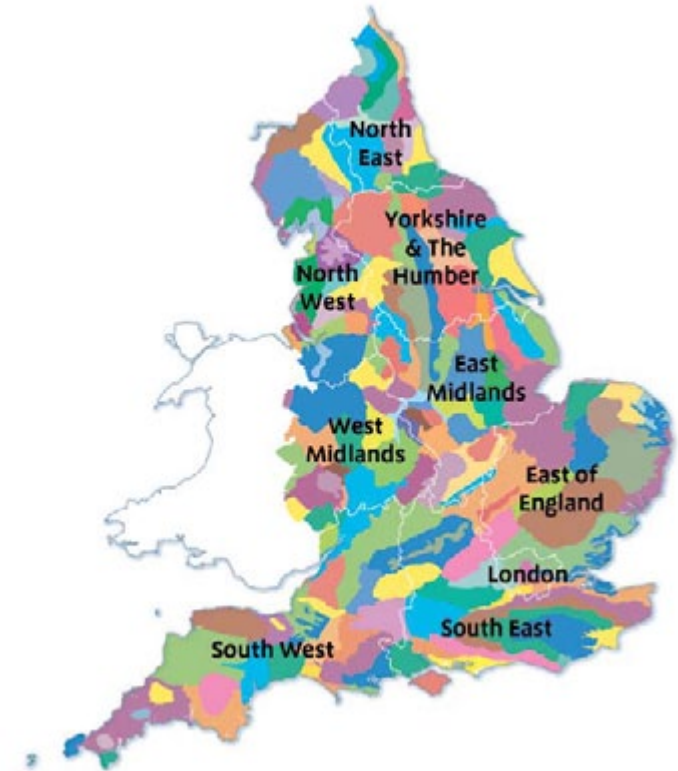 North
East
Yorkshire
& The
Humber
North
West
East
Midlands
West
Midlands
East of
England
London
South East
South West